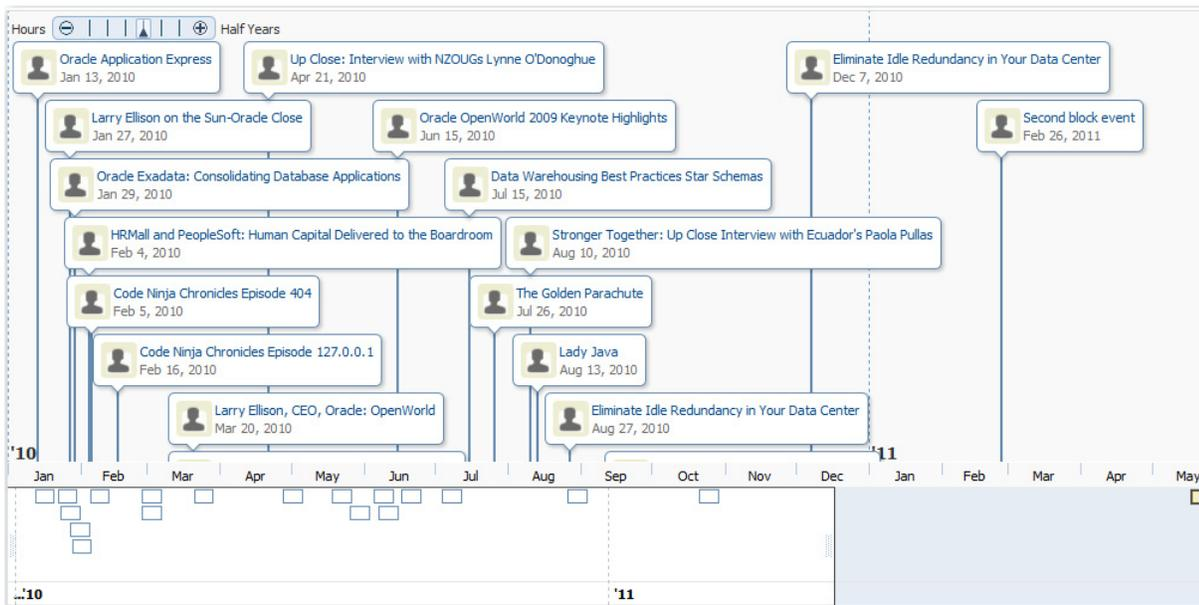 Hours Half Years
Oracle Application Express
Jan 13, 2010
Up Close: Interview with NZOUGs Lynne O'Donoghue
Apr 21, 2010
Eliminate Idle Redundancy in Your Data Center
Dec 7, 2010
Larry Ellison on the Sun-Oracle Close
Jan 27, 2010
Oracle OpenWorld 2009 Keynote Highlights
Jun 15, 2010
Second block event
Feb 26, 2011
Oracle Exadata: Consolidating Database Applications
Jan 29, 2010
Data Warehousing Best Practices Star Schemas
Jul 15, 2010
HRMall and PeopleSoft: Human Capital Delivered to the Boardroom
Feb 4, 2010
Stronger Together: Up Close Interview with Ecuador's Paola Pullas
Aug 10, 2010
Code Ninja Chronicles Episode 404
Feb 5, 2010
The Golden Parachute
Jul 26, 2010
Code Ninja Chronicles Episode 127.0.0.1
Feb 16, 2010
Lady Java
Aug 13, 2010
Larry Ellison, CEO, Oracle: OpenWorld
Mar 20, 2010
Eliminate Idle Redundancy in Your Data Center
Aug 27, 2010
'10 '11
Jan Feb Mar Apr May Jun Jul Aug Sep Oct Nov Dec Jan Feb Mar Apr May
...'10 '11